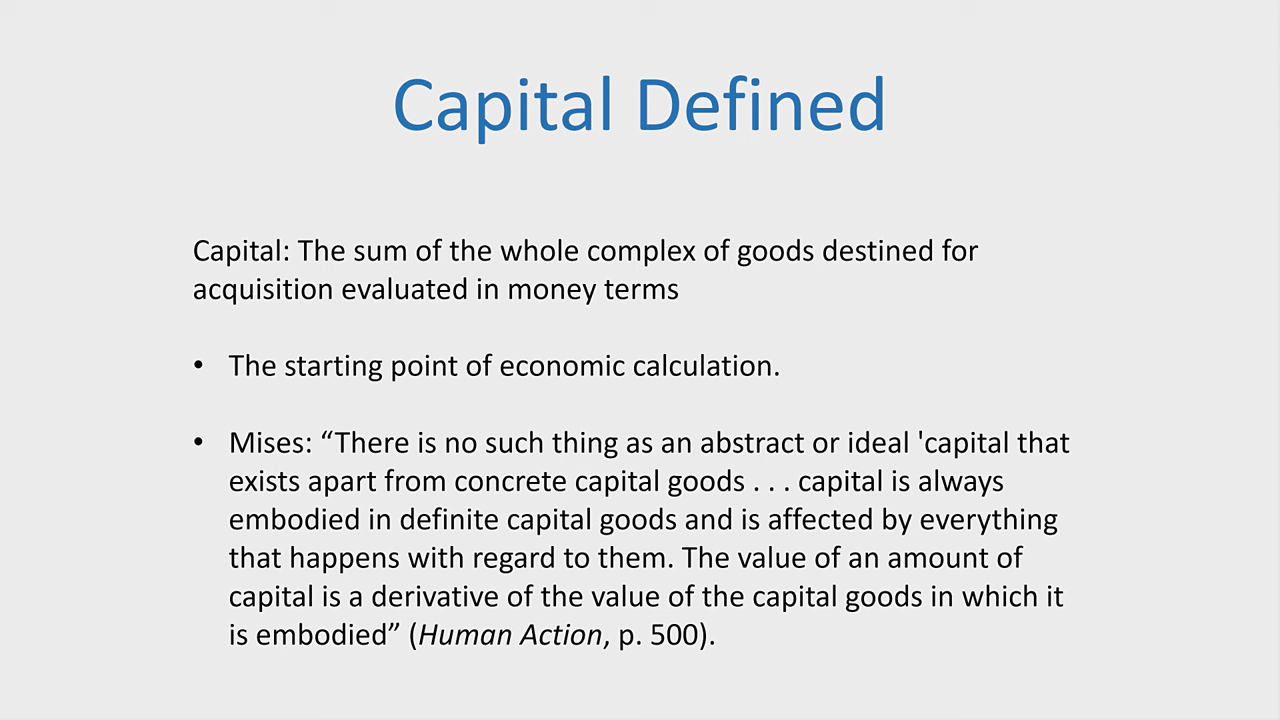 Capital Defined
Capital: The sum of the whole complex of goods destined for
acquisition evaluated in money terms
• The starting point of economic calculation.
• Mises: “There is no such thing as an abstract or ideal 'capital that
exists apart from concrete capital goods . . . capital is always
embodied in definite capital goods and is affected by everything
that happens with regard to them. The value of an amount of
capital is a derivative of the value of the capital goods in which it
is embodied” (Human Action, p. 500).